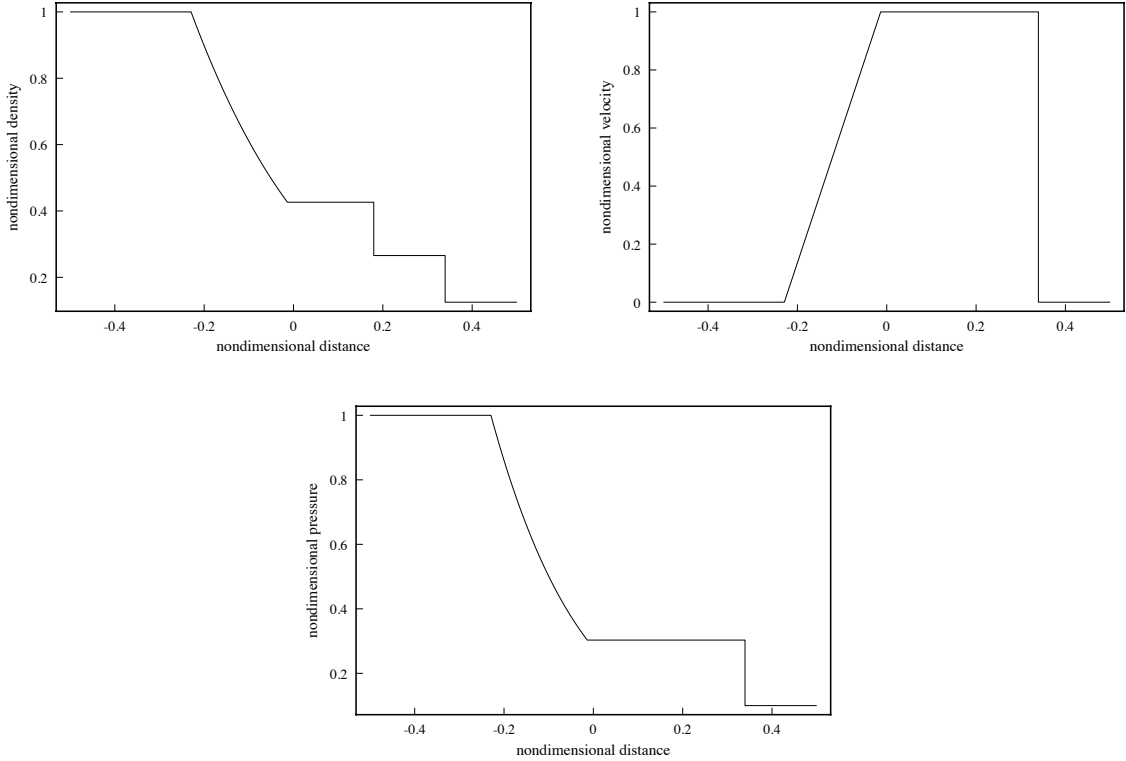 1
0.8
0.6
0.4
0.2
nondimensional density
-0.4 -0.2 0 0.2 0.4
nondimensional distance
1
0.8
0.6
0.4
0.2
0
nondimensional velocity
-0.4 -0.2 0 0.2 0.4
nondimensional distance
1
0.8
0.6
0.4
0.2
nondimensional pressure
-0.4 -0.2 0 0.2 0.4
nondimensional distance